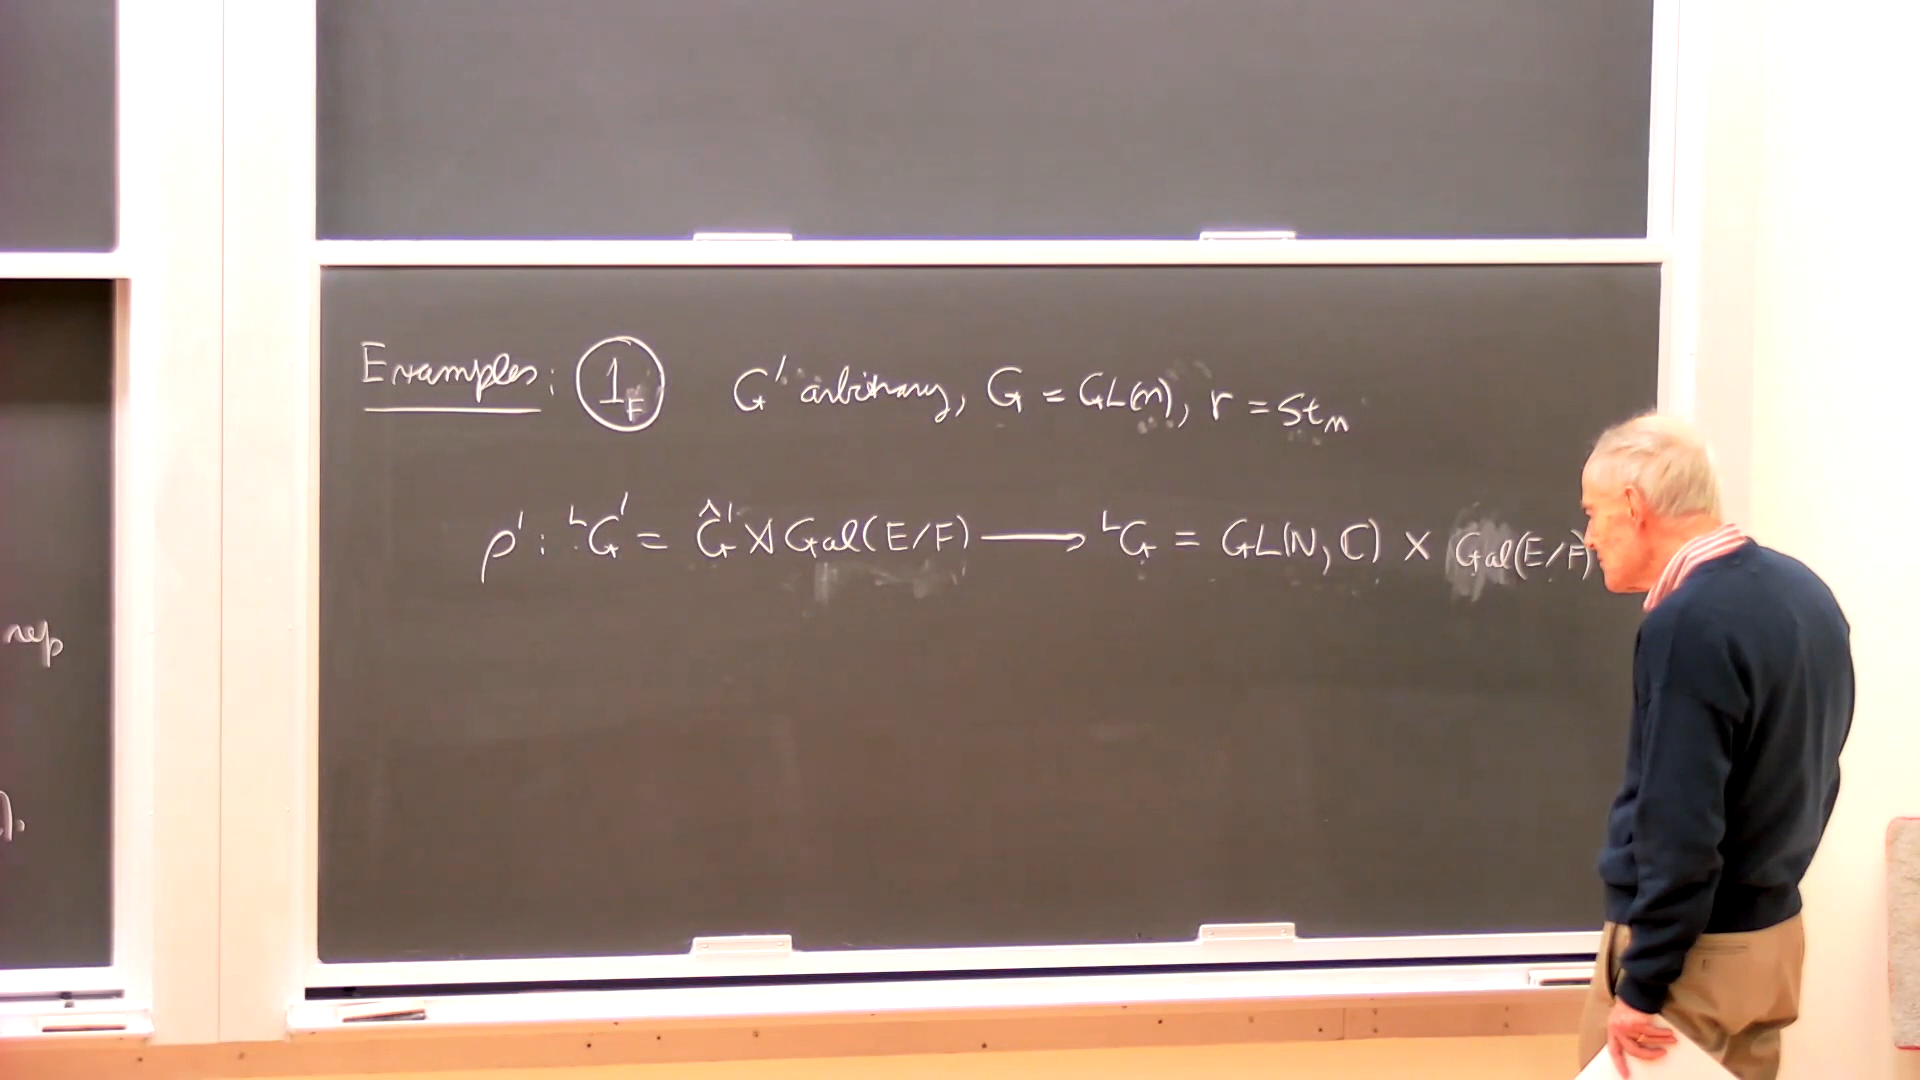 rep
).
Examples: 1_F G' arbitrary, G = GL(n), r = St_n
ρ' : ᴸG' = Ĝ' ⋊ Gal(E/F) ⟶ ᴸG = GL(N, ℂ) × Gal(E/F)